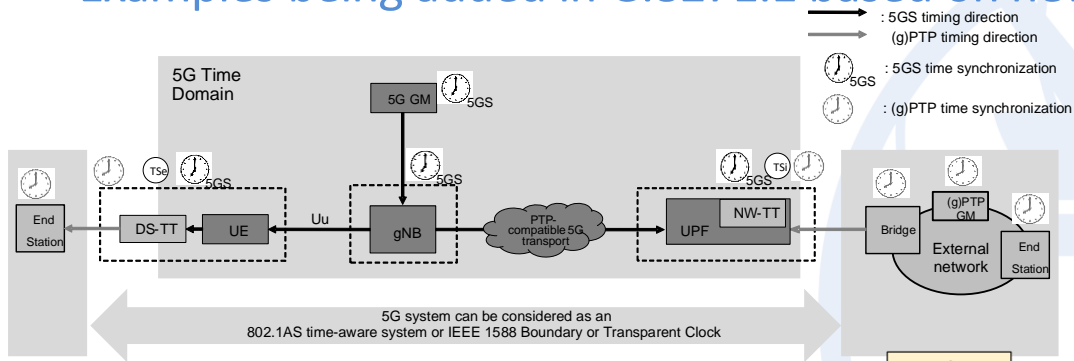 : 5GS timing direction
(g)PTP timing direction
: 5GS time synchronization
5GS
: (g)PTP time synchronization
5G Time
Domain
5G GM
5GS
5GS
TSe
5GS
5GS
TSi
End
Station
DS-TT
UE
Uu
gNB
PTP-
compatible 5G
transport
UPF
NW-TT
Bridge
(g)PTP
GM
External
network
End
Station
5G system can be considered as an
802.1AS time-aware system or IEEE 1588 Boundary or Transparent Clock